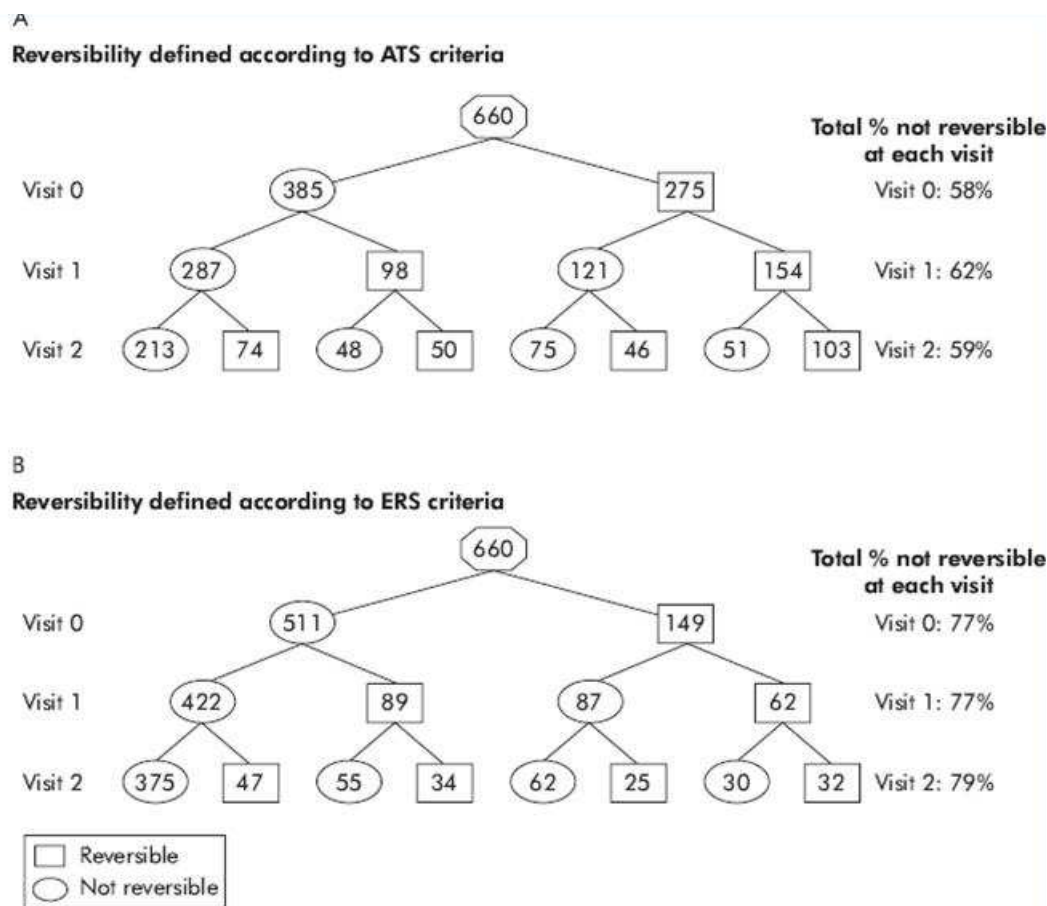 A
Reversibility defined according to ATS criteria
660
Total % not reversible
at each visit
Visit 0 385 275 Visit 0: 58%
Visit 1 287 98 121 154 Visit 1: 62%
Visit 2 213 74 48 50 75 46 51 103 Visit 2: 59%
B
Reversibility defined according to ERS criteria
660
Total % not reversible
at each visit
Visit 0 511 149 Visit 0: 77%
Visit 1 422 89 87 62 Visit 1: 77%
Visit 2 375 47 55 34 62 25 30 32 Visit 2: 79%
Reversible
Not reversible